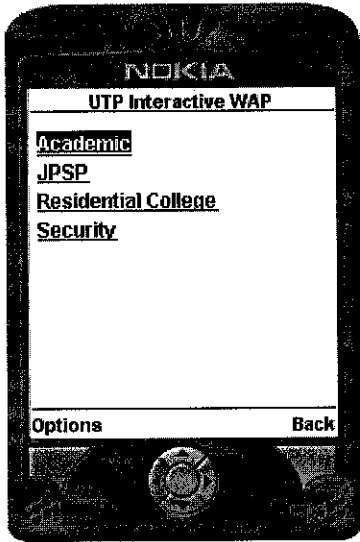 NOKIA
UTP Interactive WAP
Academic
JPSP
Residential College
Security
Options Back